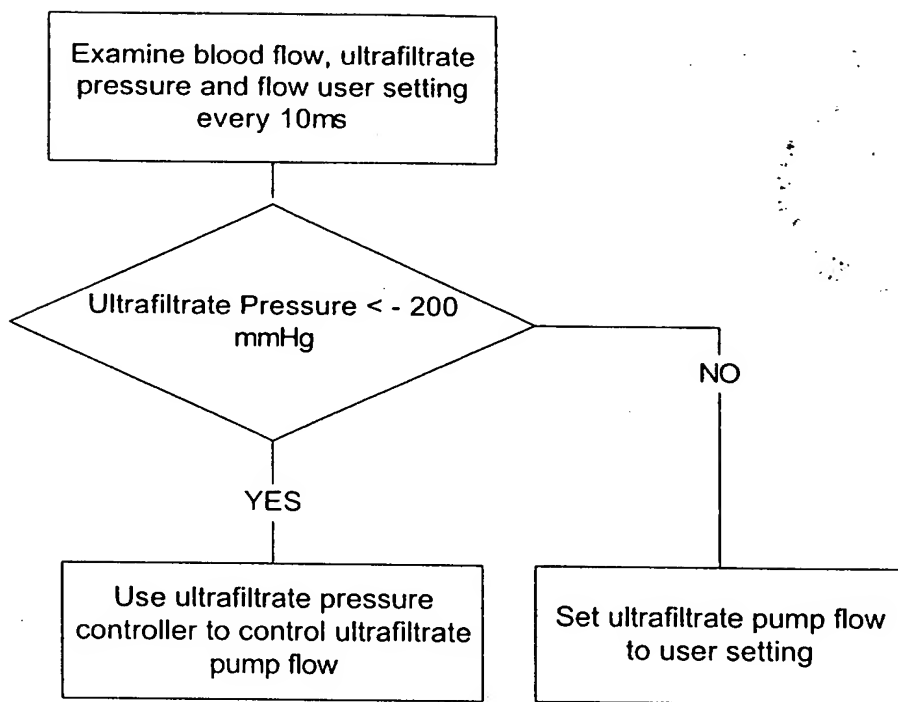 Examine blood flow, ultrafiltrate
pressure and flow user setting
every 10ms
Ultrafiltrate Pressure < - 200
mmHg
NO
YES
Use ultrafiltrate pressure
controller to control ultrafiltrate
pump flow
Set ultrafiltrate pump flow
to user setting